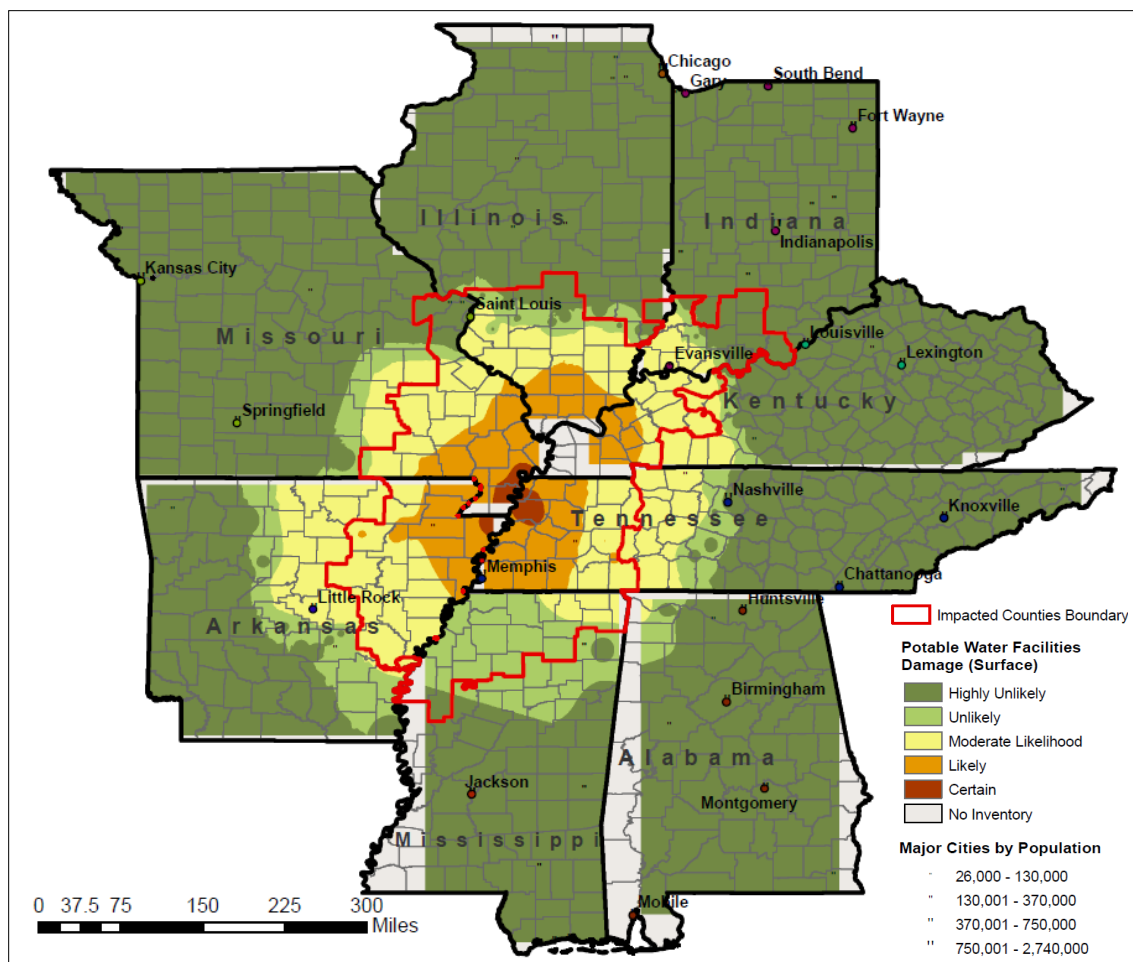 Chicago
Gary
South Bend
Fort Wayne
Illinois
Indiana
Indianapolis
Kansas City
Saint Louis
Missouri
Louisville
Evansville
Lexington
Kentucky
Springfield
Nashville
Knoxville
Tennessee
Memphis
Chattanooga
Little Rock
Huntsville
Arkansas
Birmingham
Alabama
Jackson
Montgomery
Mississippi
Mobile
Impacted Counties Boundary
Potable Water Facilities
Damage (Surface)
Highly Unlikely
Unlikely
Moderate Likelihood
Likely
Certain
No Inventory
Major Cities by Population
26,000 - 130,000
130,001 - 370,000
370,001 - 750,000
750,001 - 2,740,000
0 37.5 75 150 225 300
Miles